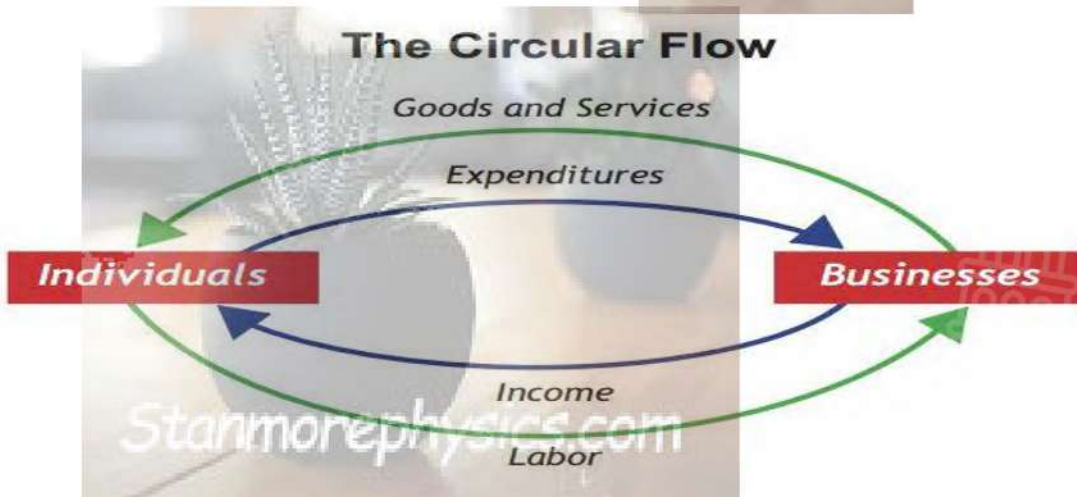 The Circular Flow
Goods and Services
Expenditures
Individuals
Businesses
Income
Stanmorephysics.com
Labor